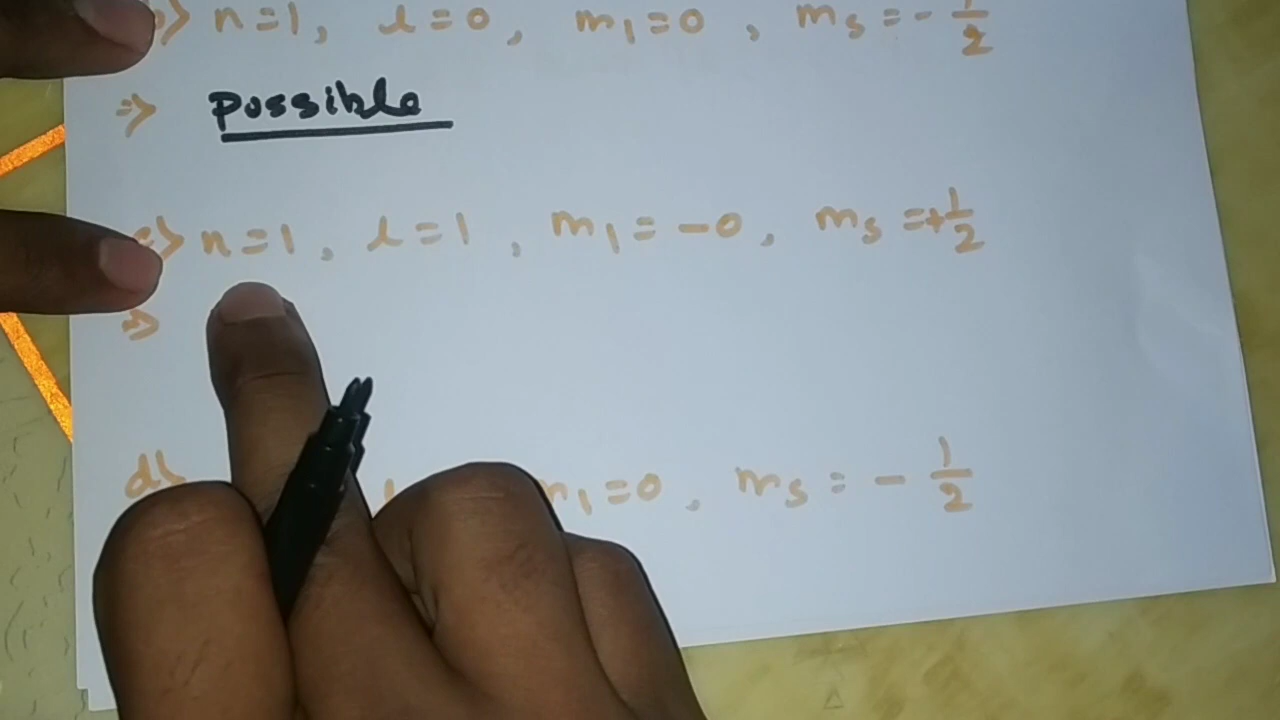 n=1, l=0, m₁=0, mₛ=-1/2
⇒ possible
c) n=1, l=1, m₁=-0, mₛ=+1/2
⇒
d) m₁=0, mₛ=-1/2